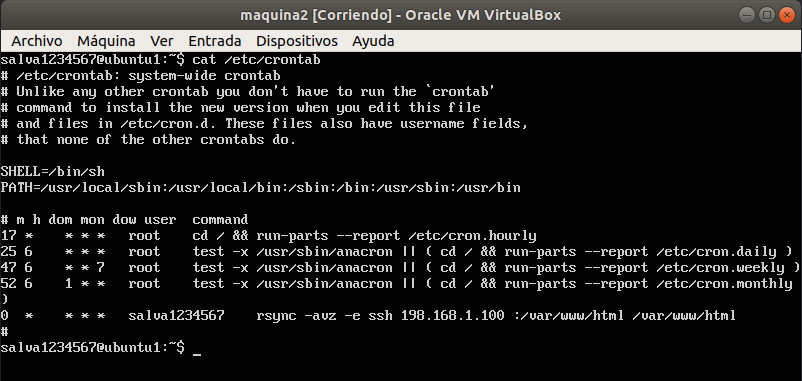 maquina2 [Corriendo] - Oracle VM VirtualBox
Archivo Máquina Ver Entrada Dispositivos Ayuda
salva1234567@ubuntu1:~$ cat /etc/crontab
# /etc/crontab: system-wide crontab
# Unlike any other crontab you don't have to run the `crontab'
# command to install the new version when you edit this file
# and files in /etc/cron.d. These files also have username fields,
# that none of the other crontabs do.
SHELL=/bin/sh
PATH=/usr/local/sbin:/usr/local/bin:/sbin:/bin:/usr/sbin:/usr/bin
# m h dom mon dow user  command
17 *    * * *   root    cd / && run-parts --report /etc/cron.hourly
25 6    * * *   root    test -x /usr/sbin/anacron || ( cd / && run-parts --report /etc/cron.daily )
47 6    * * 7   root    test -x /usr/sbin/anacron || ( cd / && run-parts --report /etc/cron.weekly )
52 6    1 * *   root    test -x /usr/sbin/anacron || ( cd / && run-parts --report /etc/cron.monthly
)
0  *    * * *   salva1234567    rsync -avz -e ssh 198.168.1.100 :/var/www/html /var/www/html
#
salva1234567@ubuntu1:~$ _